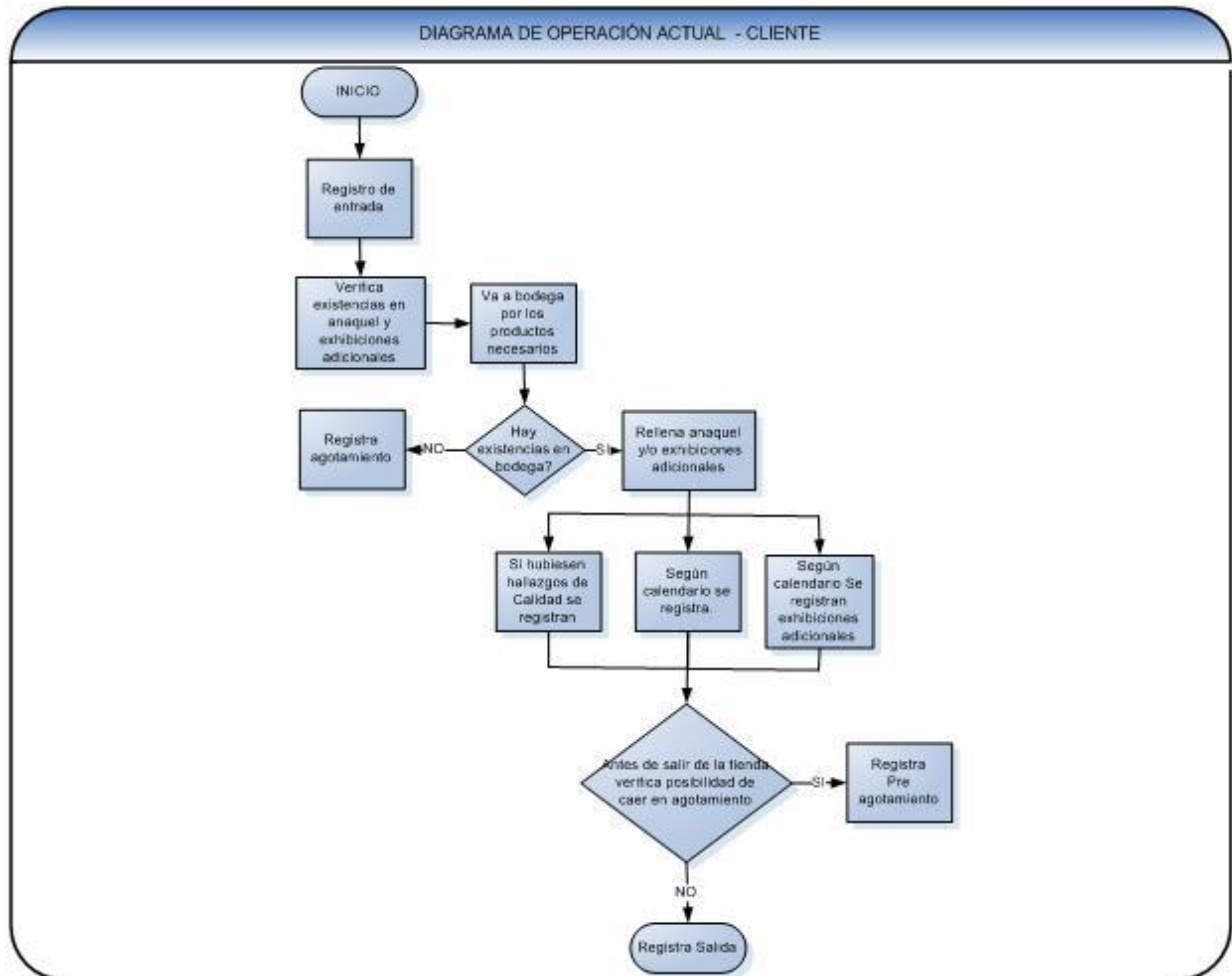 DIAGRAMA DE OPERACIÓN ACTUAL - CLIENTE
INICIO
Registro de
entrada
Verifica
existencias en
anaquel y
exhibiciones
adicionales
Va a bodega
por los
productos
necesarios
Hay
existencias en
bodega?
NO
Registra
agotamiento
SI
Rellena anaquel
y/o exhibiciones
adicionales
Si hubiesen
hallazgos de
Calidad se
registran
Según
calendario se
registra.
Según
calendario Se
registran
exhibiciones
adicionales
Antes de salir de la tienda
verifica posibilidad de
caer en agotamiento
SI
Registra
Pre
agotamiento
NO
Registra Salida